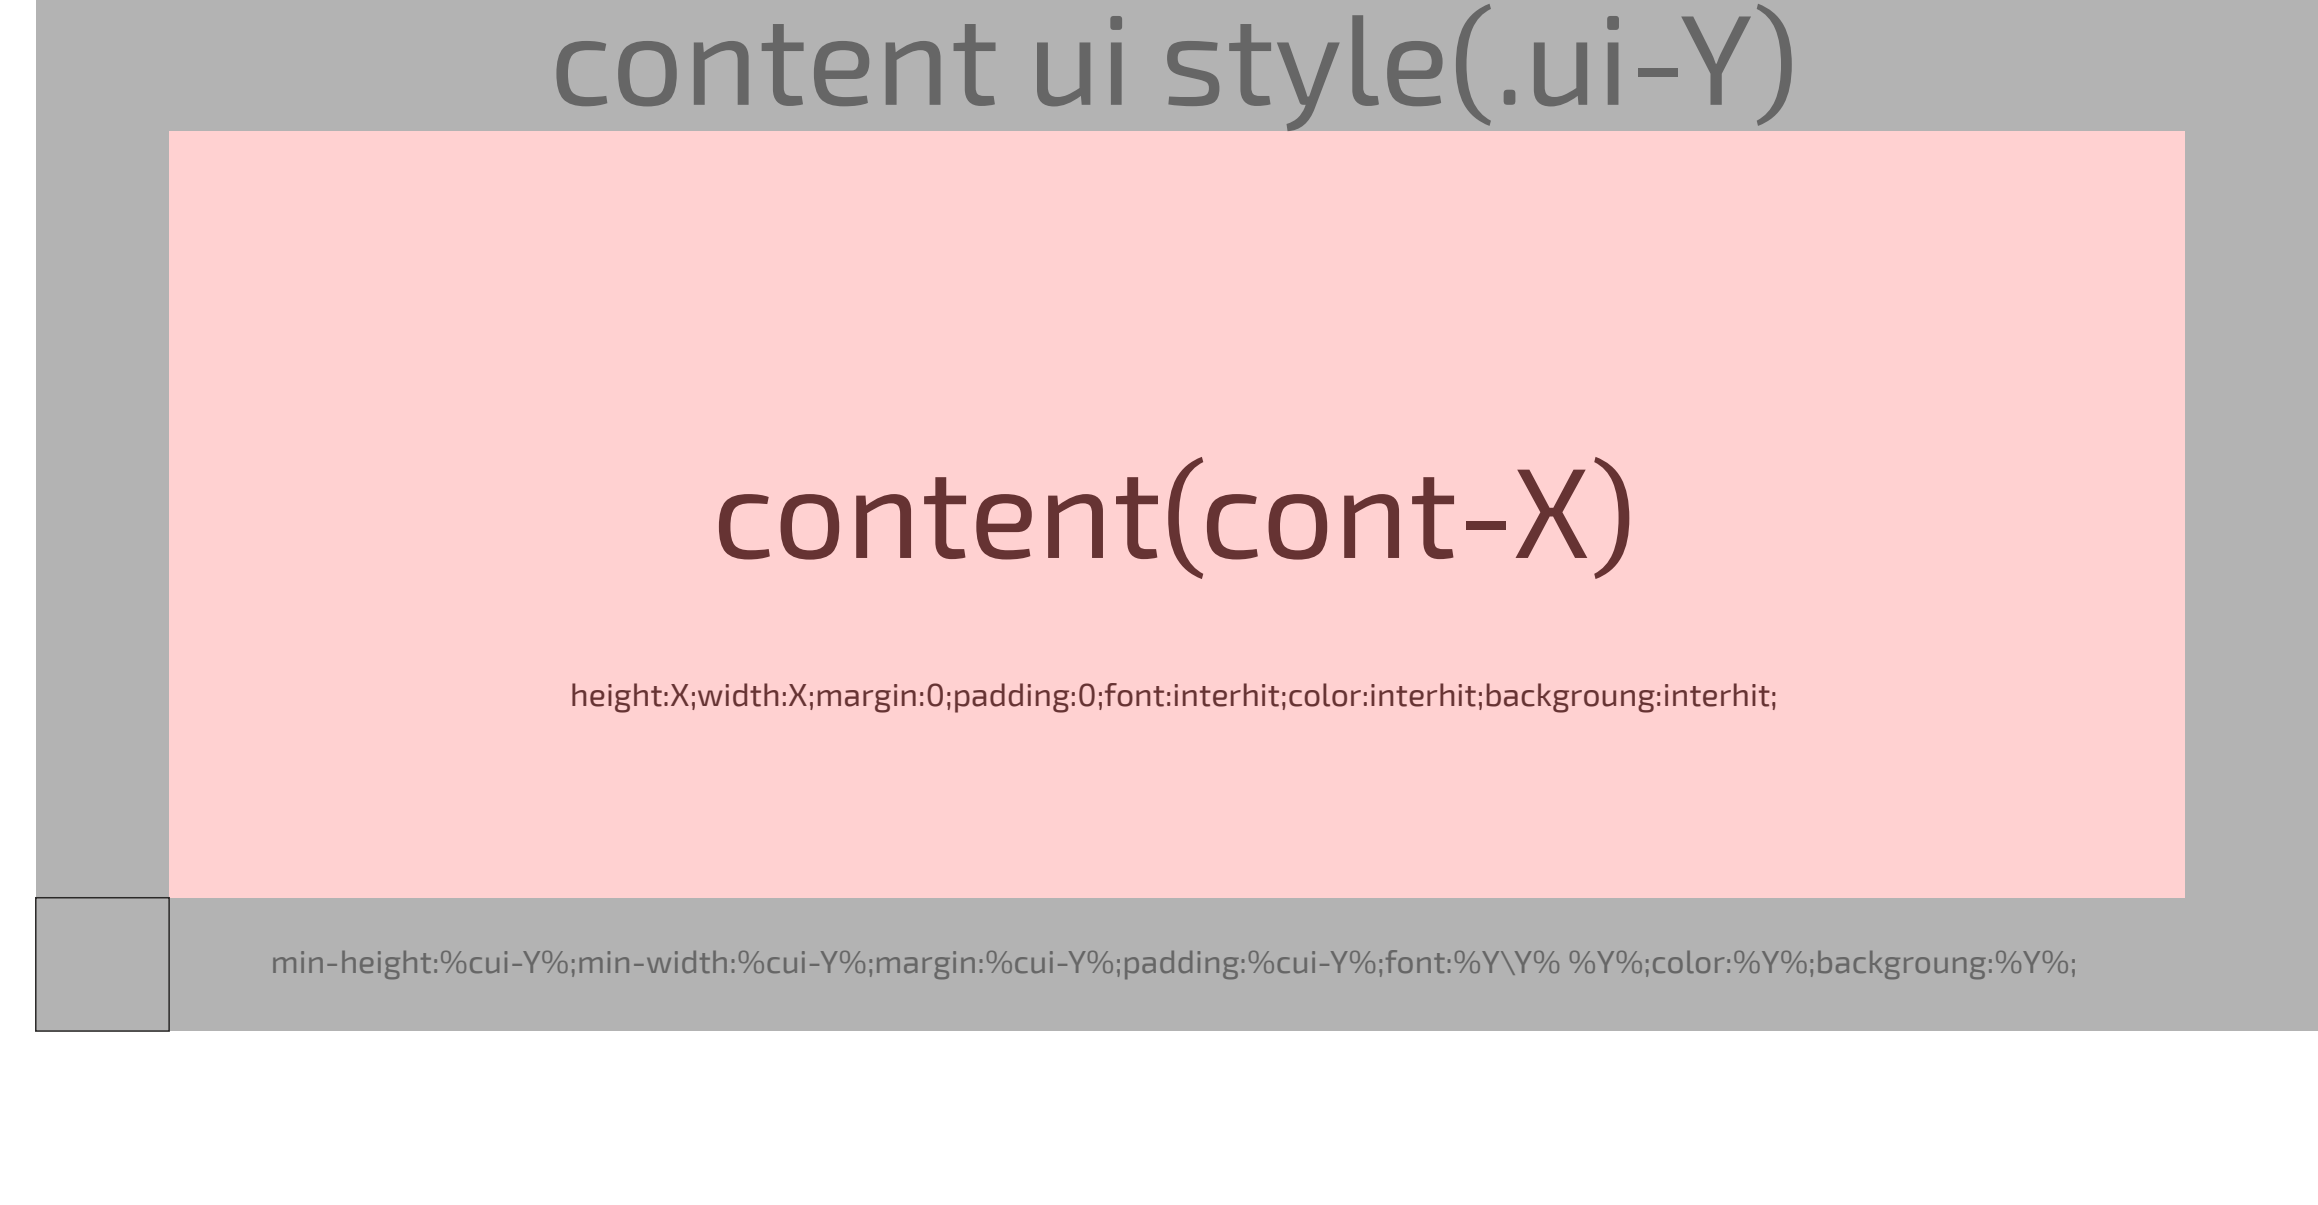 content ui style(.ui-Y)
content(cont-X)
height:X;width:X;margin:0;padding:0;font:interhit;color:interhit;backgroung:interhit;
min-height:%cui-Y%;min-width:%cui-Y%;margin:%cui-Y%;padding:%cui-Y%;font:%Y\Y% %Y%;color:%Y%;backgroung:%Y%;